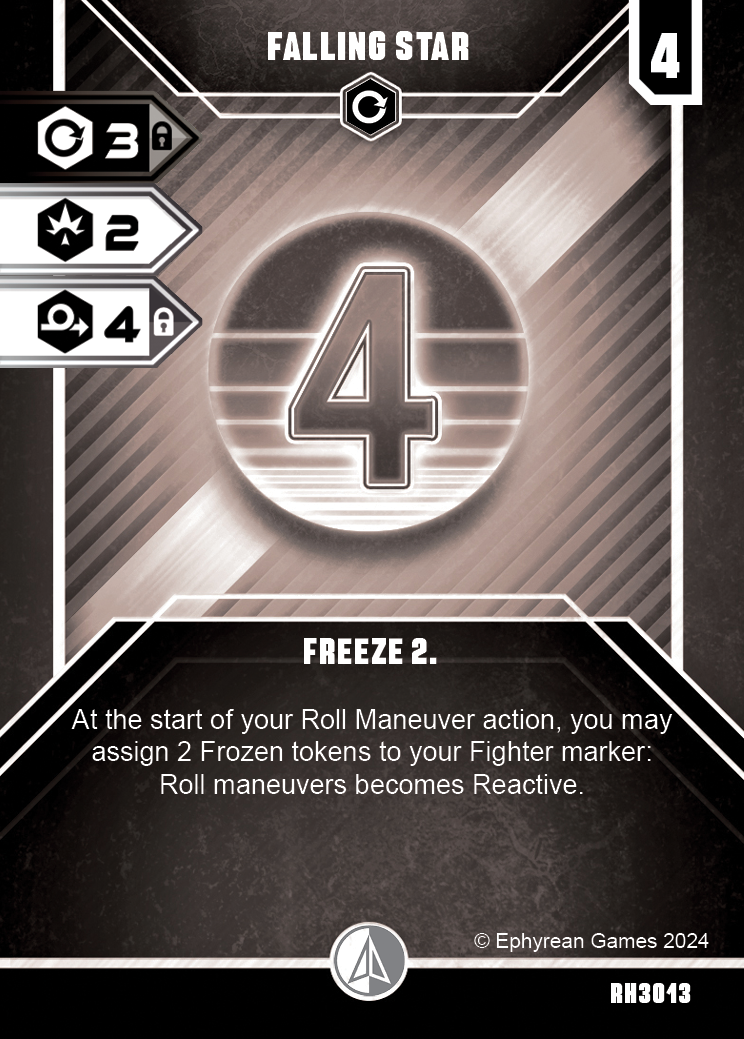 FALLING STAR
4
3
2
4
4
FREEZE 2.
At the start of your Roll Maneuver action, you may
assign 2 Frozen tokens to your Fighter marker:
Roll maneuvers becomes Reactive.
© Ephyrean Games 2024
RH3013